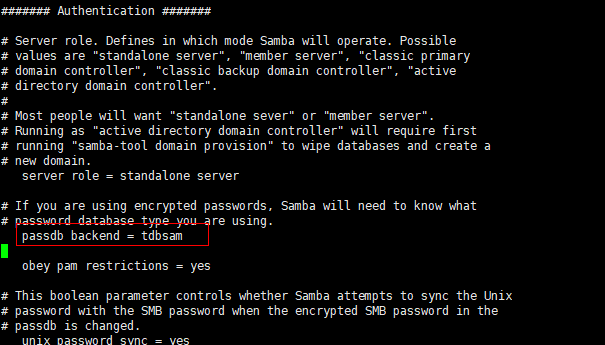 ####### Authentication #######
# Server role. Defines in which mode Samba will operate. Possible
# values are "standalone server", "member server", "classic primary
# domain controller", "classic backup domain controller", "active
# directory domain controller".
#
# Most people will want "standalone sever" or "member server".
# Running as "active directory domain controller" will require first
# running "samba-tool domain provision" to wipe databases and create a
# new domain.
server role = standalone server
# If you are using encrypted passwords, Samba will need to know what
# password database type you are using.
passdb backend = tdbsam
obey pam restrictions = yes
# This boolean parameter controls whether Samba attempts to sync the Unix
# password with the SMB password when the encrypted SMB password in the
# passdb is changed.
unix password sync = yes